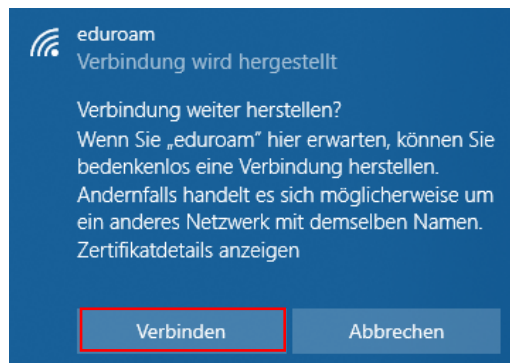 eduroam
Verbindung wird hergestellt
Verbindung weiter herstellen?
Wenn Sie „eduroam” hier erwarten, können Sie
bedenkenlos eine Verbindung herstellen.
Andernfalls handelt es sich möglicherweise um
ein anderes Netzwerk mit demselben Namen.
Zertifikatdetails anzeigen
Verbinden
Abbrechen